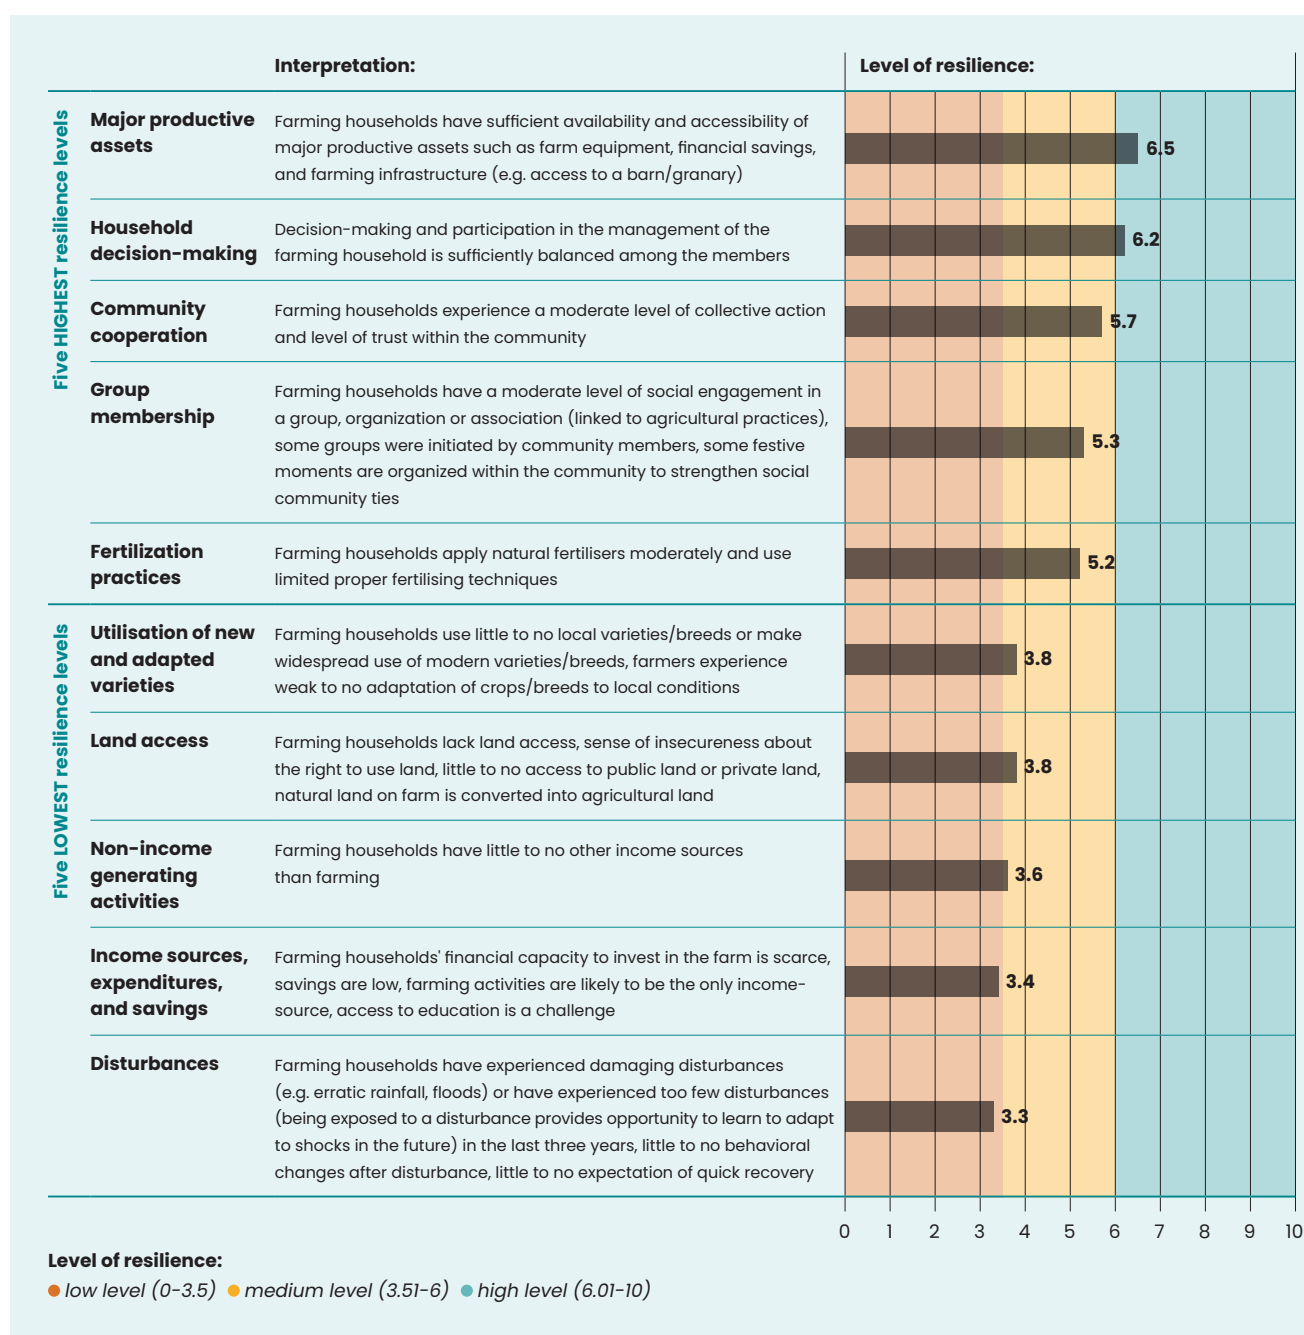 Interpretation:
Level of resilience:
Five HIGHEST resilience levels
Major productive
assets
Farming households have sufficient availability and accessibility of
major productive assets such as farm equipment, financial savings,
and farming infrastructure (e.g. access to a barn/granary)
6.5
Household
decision-making
Decision-making and participation in the management of the
farming household is sufficiently balanced among the members
6.2
Community
cooperation
Farming households experience a moderate level of collective action
and level of trust within the community
5.7
Group
membership
Farming households have a moderate level of social engagement in
a group, organization or association (linked to agricultural practices),
some groups were initiated by community members, some festive
moments are organized within the community to strengthen social
community ties
5.3
Fertilization
practices
Farming households apply natural fertilisers moderately and use
limited proper fertilising techniques
5.2
Five LOWEST resilience levels
Utilisation of new
and adapted
varieties
Farming households use little to no local varieties/breeds or make
widespread use of modern varieties/breeds, farmers experience
weak to no adaptation of crops/breeds to local conditions
3.8
Land access
Farming households lack land access, sense of insecureness about
the right to use land, little to no access to public land or private land,
natural land on farm is converted into agricultural land
3.8
Non-income
generating
activities
Farming households have little to no other income sources
than farming
3.6
Income sources,
expenditures,
and savings
Farming households' financial capacity to invest in the farm is scarce,
savings are low, farming activities are likely to be the only income-
source, access to education is a challenge
3.4
Disturbances
Farming households have experienced damaging disturbances
(e.g. erratic rainfall, floods) or have experienced too few disturbances
(being exposed to a disturbance provides opportunity to learn to adapt
to shocks in the future) in the last three years, little to no behavioral
changes after disturbance, little to no expectation of quick recovery
3.3
0 1 2 3 4 5 6 7 8 9 10
Level of resilience:
low level (0-3.5) medium level (3.51-6) high level (6.01-10)